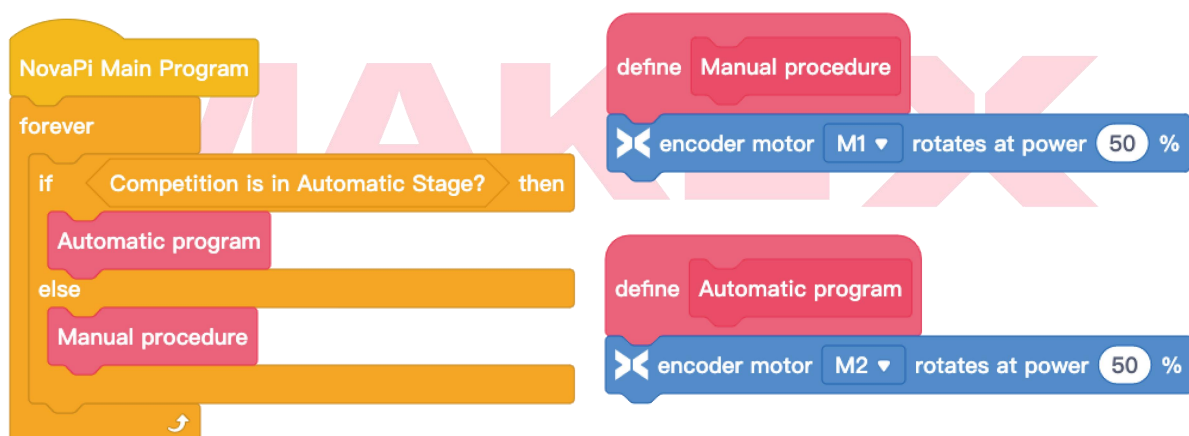 NovaPi Main Program
forever
if Competition is in Automatic Stage? then
Automatic program
else
Manual procedure
define Manual procedure
encoder motor M1 rotates at power 50 %
define Automatic program
encoder motor M2 rotates at power 50 %
MAKEX